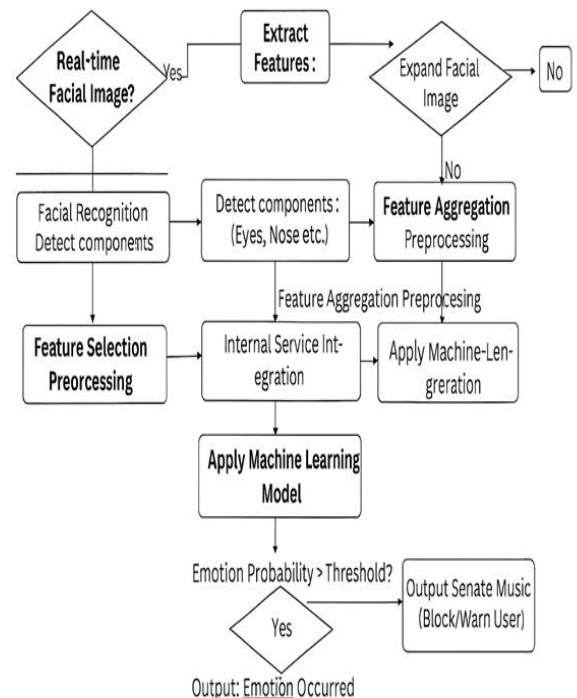 Real-time
Facial Image?
Yes
Extract
Features :
Expand Facial
Image
No
No
Facial Recognition
Detect components
Detect components :
(Eyes, Nose etc.)
Feature Aggregation
Preprocessing
Feature Aggregation Preprocesing
Feature Selection
Preorcessing
Internal Service Int-
egration
Apply Machine-Len-
greration
Apply Machine Learning
Model
Emotion Probability > Threshold?
Yes
Output Senate Music
(Block/Warn User)
Output: Emotion Occurred